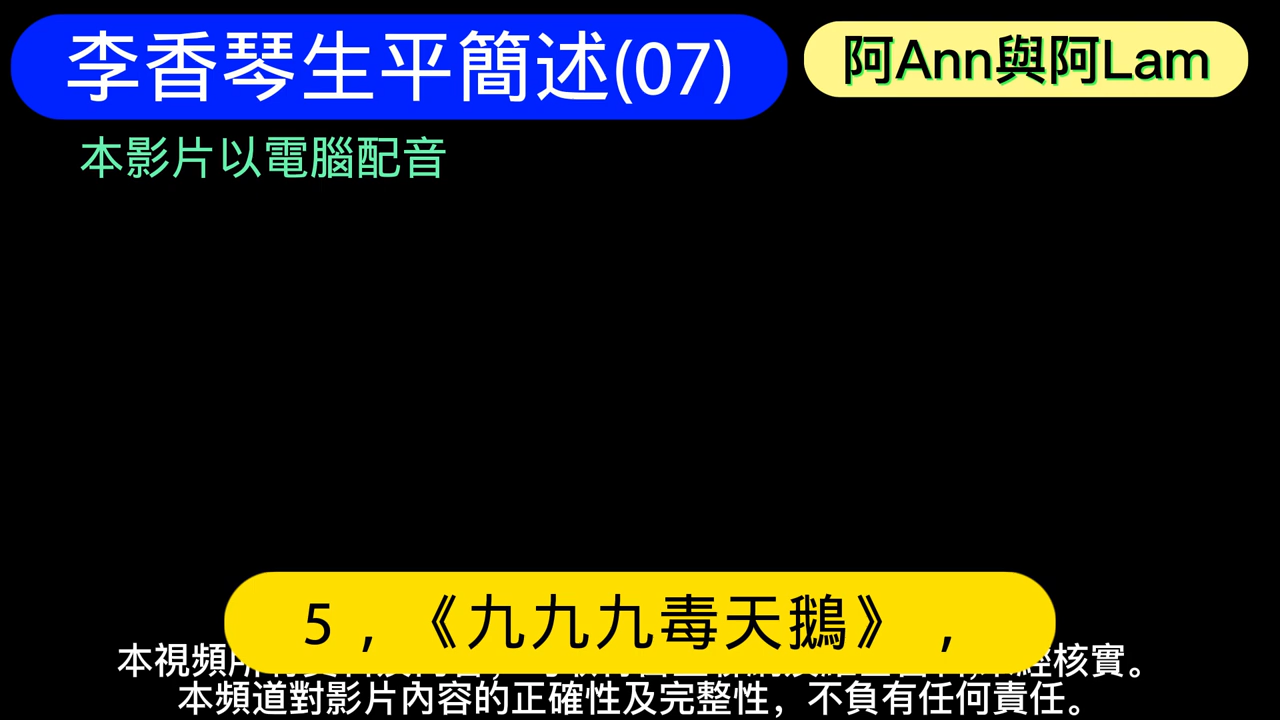 李香琴生平簡述(07)
阿Ann與阿Lam
本影片以電腦配音
5，《九九九毒天鵝》，
本視頻所 經核實。
本頻道對影片內容的正確性及完整性，不負有任何責任。